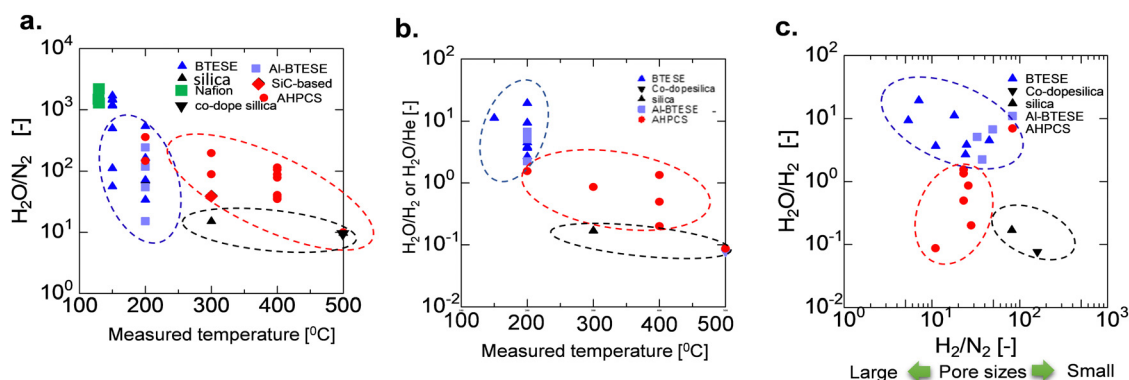 a.
H2O/N2 [-]
10⁴
10³
10²
10¹
10⁰
100 200 300 400 500
Measured temperature [⁰C]
BTESE
silica
Nafion
co-dope silica
Al-BTESE
SiC-based
AHPCS
b.
H2O/H2 or H2O/He [-]
10²
10¹
10⁰
10⁻¹
10⁻²
100 200 300 400 500
Measured temperature [⁰C]
BTESE
Co-dopesilica
silica
Al-BTESE
AHPCS
c.
H2O/H2 [-]
10²
10¹
10⁰
10⁻¹
10⁻²
10⁰ 10¹ 10² 10³
H2/N2 [-]
BTESE
Co-dopesilica
silica
Al-BTESE
AHPCS
Large Pore sizes Small